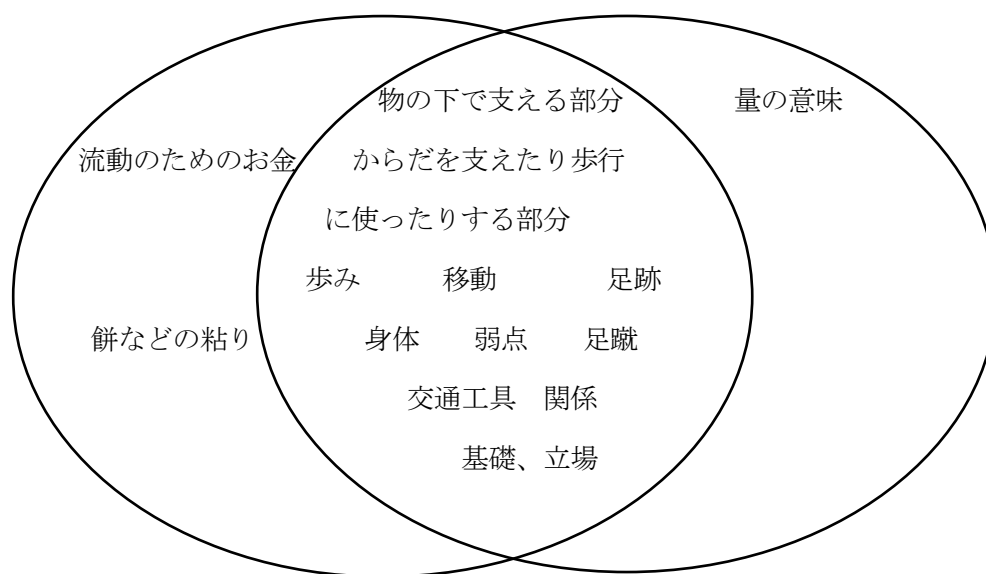 物の下で支える部分 量の意味
流動のためのお金 からだを支えたり歩行
に使ったりする部分
歩み 移動 足跡
餅などの粘り 身体 弱点 足蹴
交通工具 関係
基礎、立場